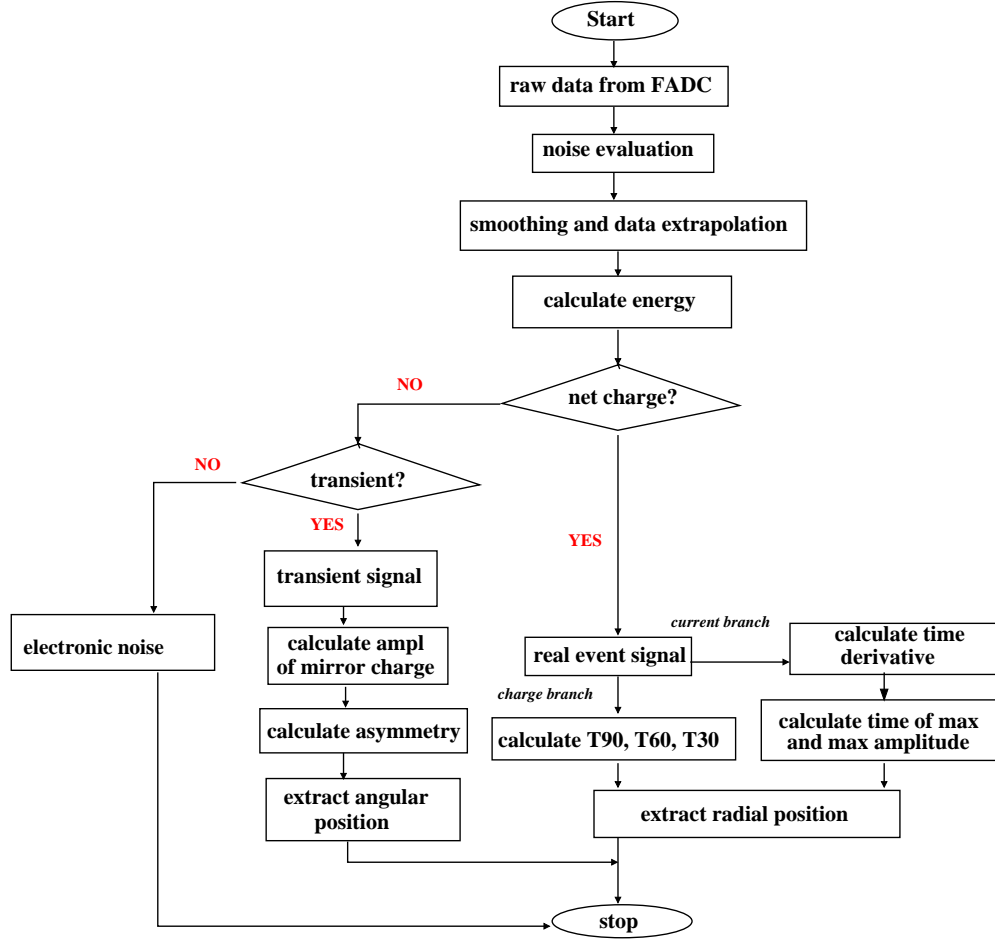 Start
raw data from FADC
noise evaluation
smoothing and data extrapolation
calculate energy
net charge?
NO
transient?
NO
YES
YES
transient signal
electronic noise
calculate ampl
of mirror charge
calculate asymmetry
extract angular
position
real event signal
current branch
calculate time
derivative
charge branch
calculate T90, T60, T30
calculate time of max
and max amplitude
extract radial position
stop